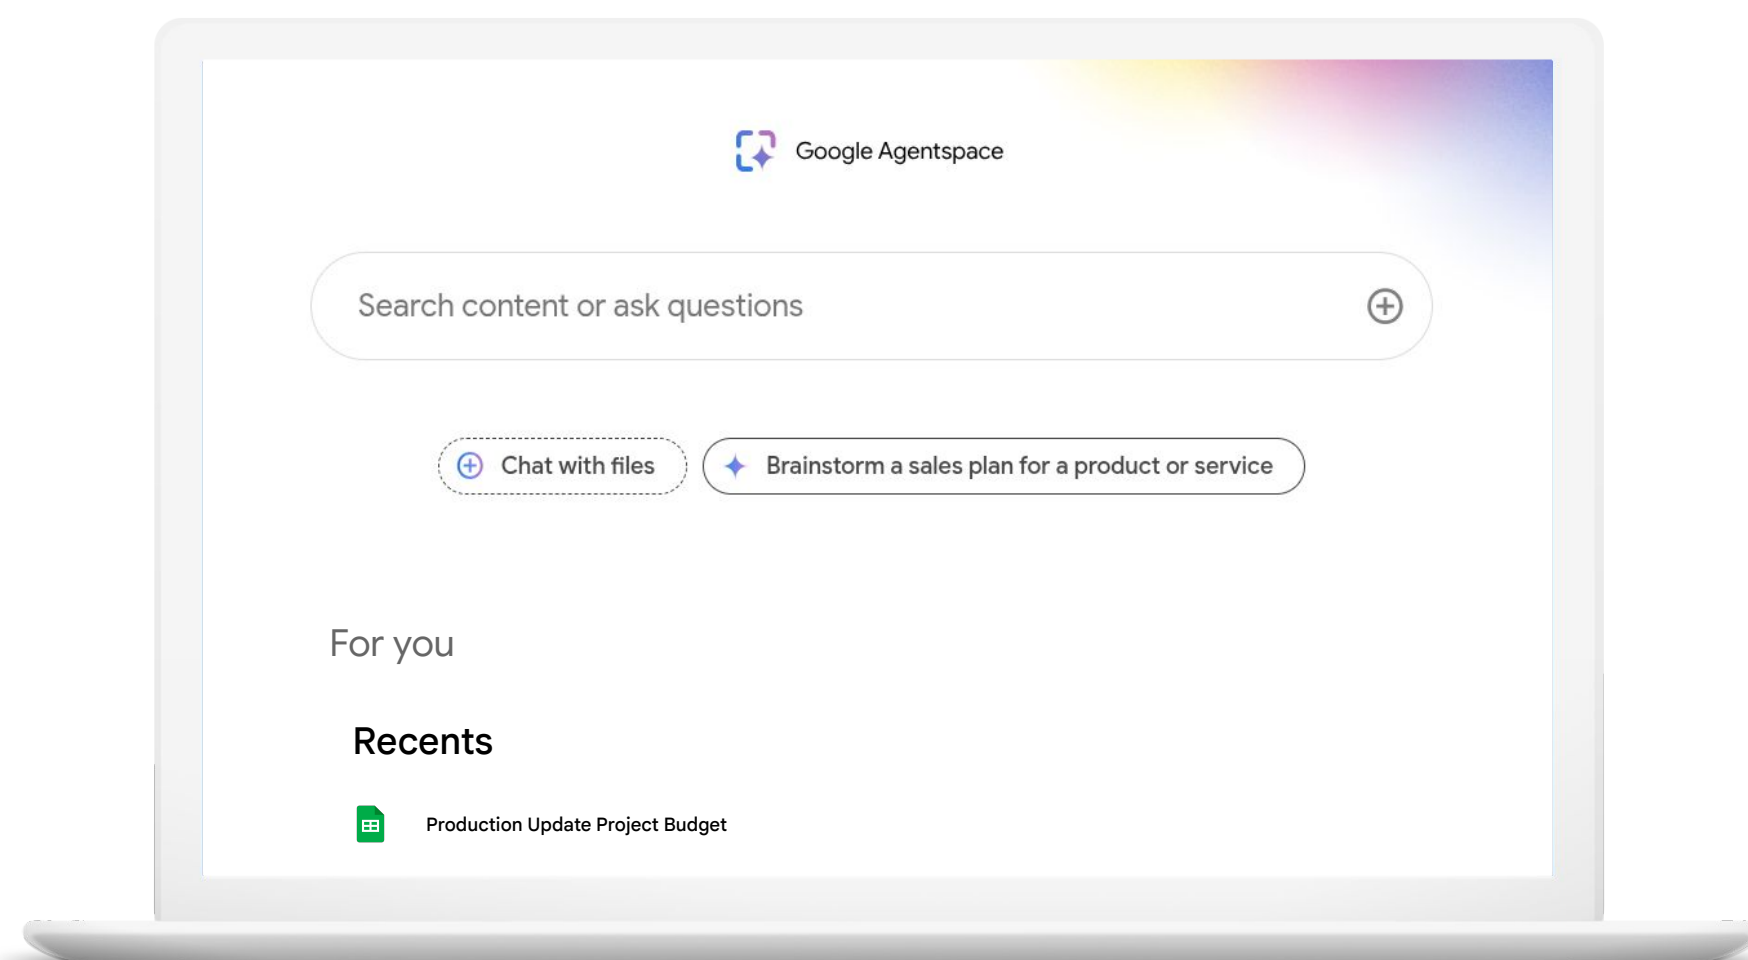 Google Agentspace
Search content or ask questions
Chat with files
Brainstorm a sales plan for a product or service
For you
Recents
Production Update Project Budget